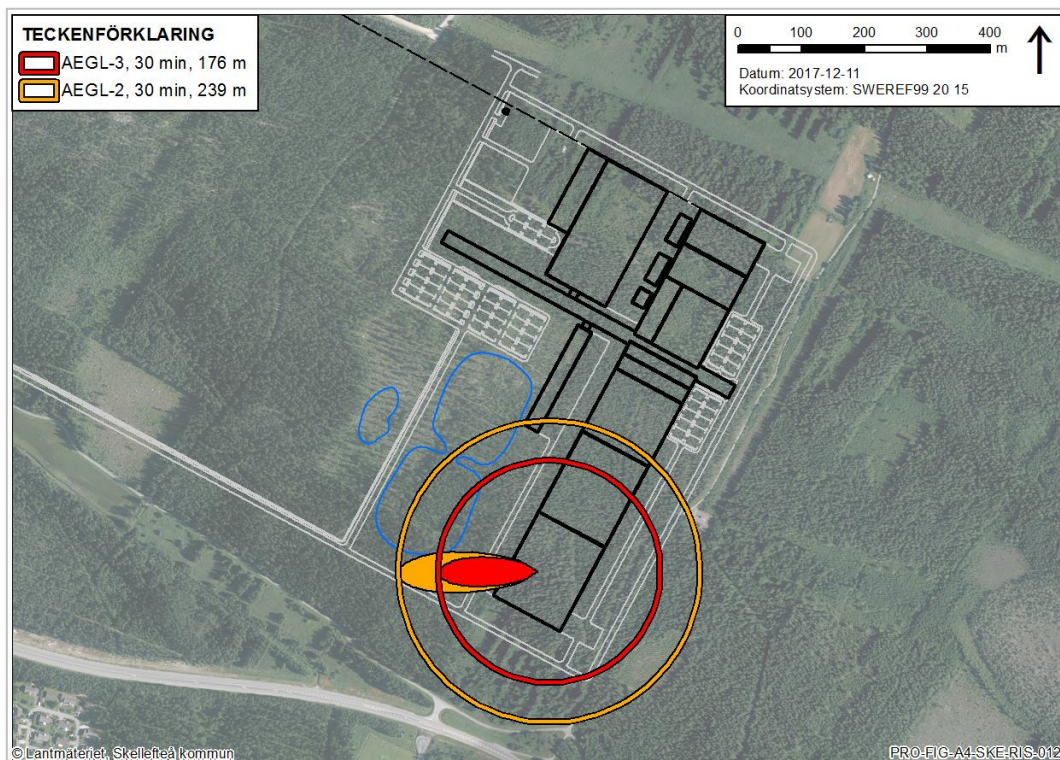 TECKENFÖRKLARING
AEGL-3, 30 min, 176 m
AEGL-2, 30 min, 239 m
0 100 200 300 400
m
Datum: 2017-12-11
Koordinatsystem: SWEREF99 20 15
© Lantmäteriet, Skellefteå kommun
PRO-FIG-A4-SKE-RIS-012